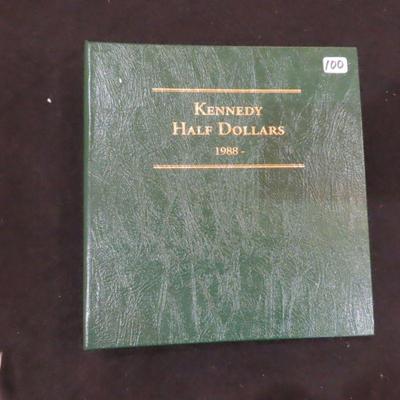 100
KENNEDY
HALF DOLLARS
1988 -